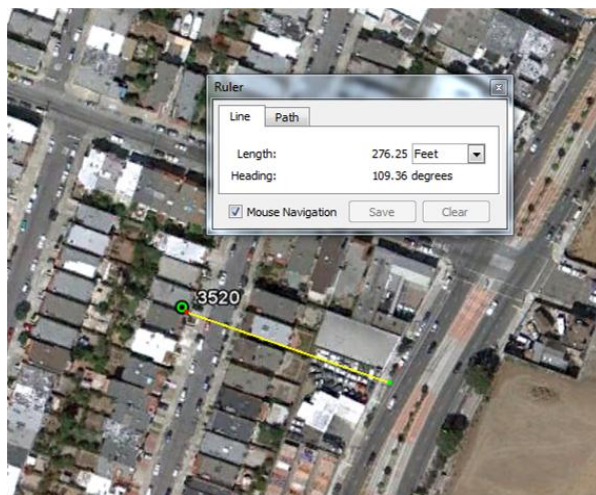 Ruler
Line Path
Length: 276.25 Feet
Heading: 109.36 degrees
Mouse Navigation Save Clear
3520